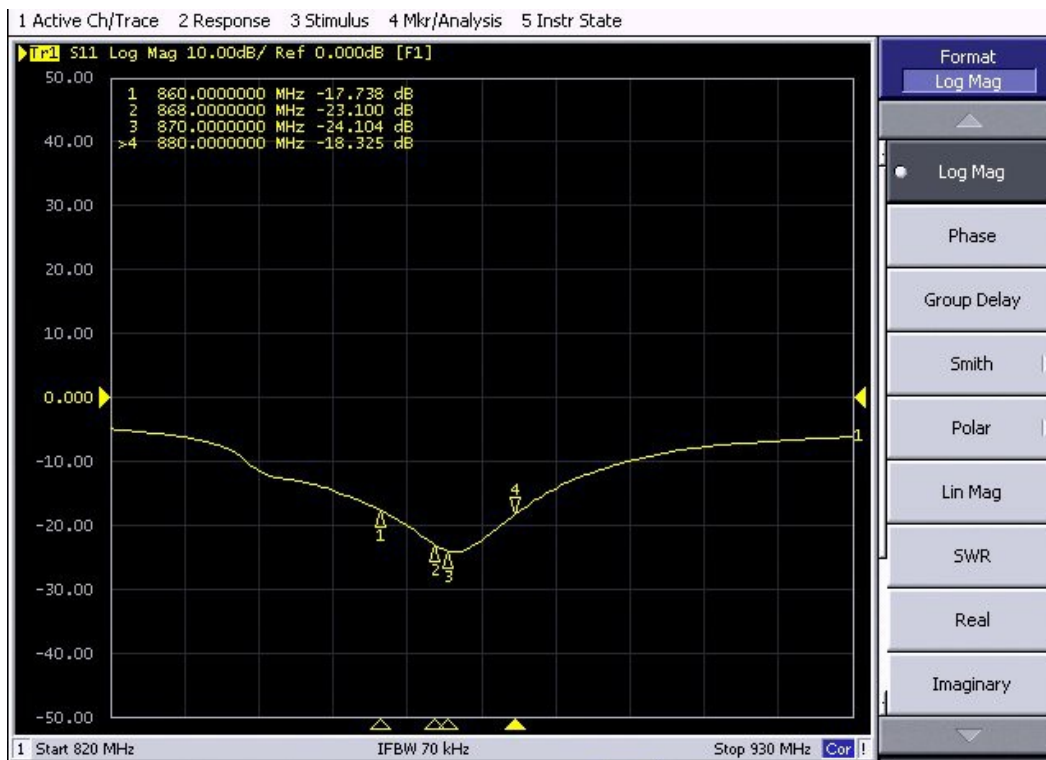 1 Active Ch/Trace 2 Response 3 Stimulus 4 Mkr/Analysis 5 Instr State
Tr1 S11 Log Mag 10.00dB/ Ref 0.000dB [F1]
50.00
1 860.0000000 MHz -17.738 dB
2 868.0000000 MHz -23.100 dB
3 870.0000000 MHz -24.104 dB
>4 880.0000000 MHz -18.325 dB
40.00
30.00
20.00
10.00
0.000
-10.00
-20.00
-30.00
-40.00
-50.00
1
4
1
2
3
1 Start 820 MHz IFBW 70 kHz Stop 930 MHz Cor !
Format
Log Mag
Log Mag
Phase
Group Delay
Smith
Polar
Lin Mag
SWR
Real
Imaginary